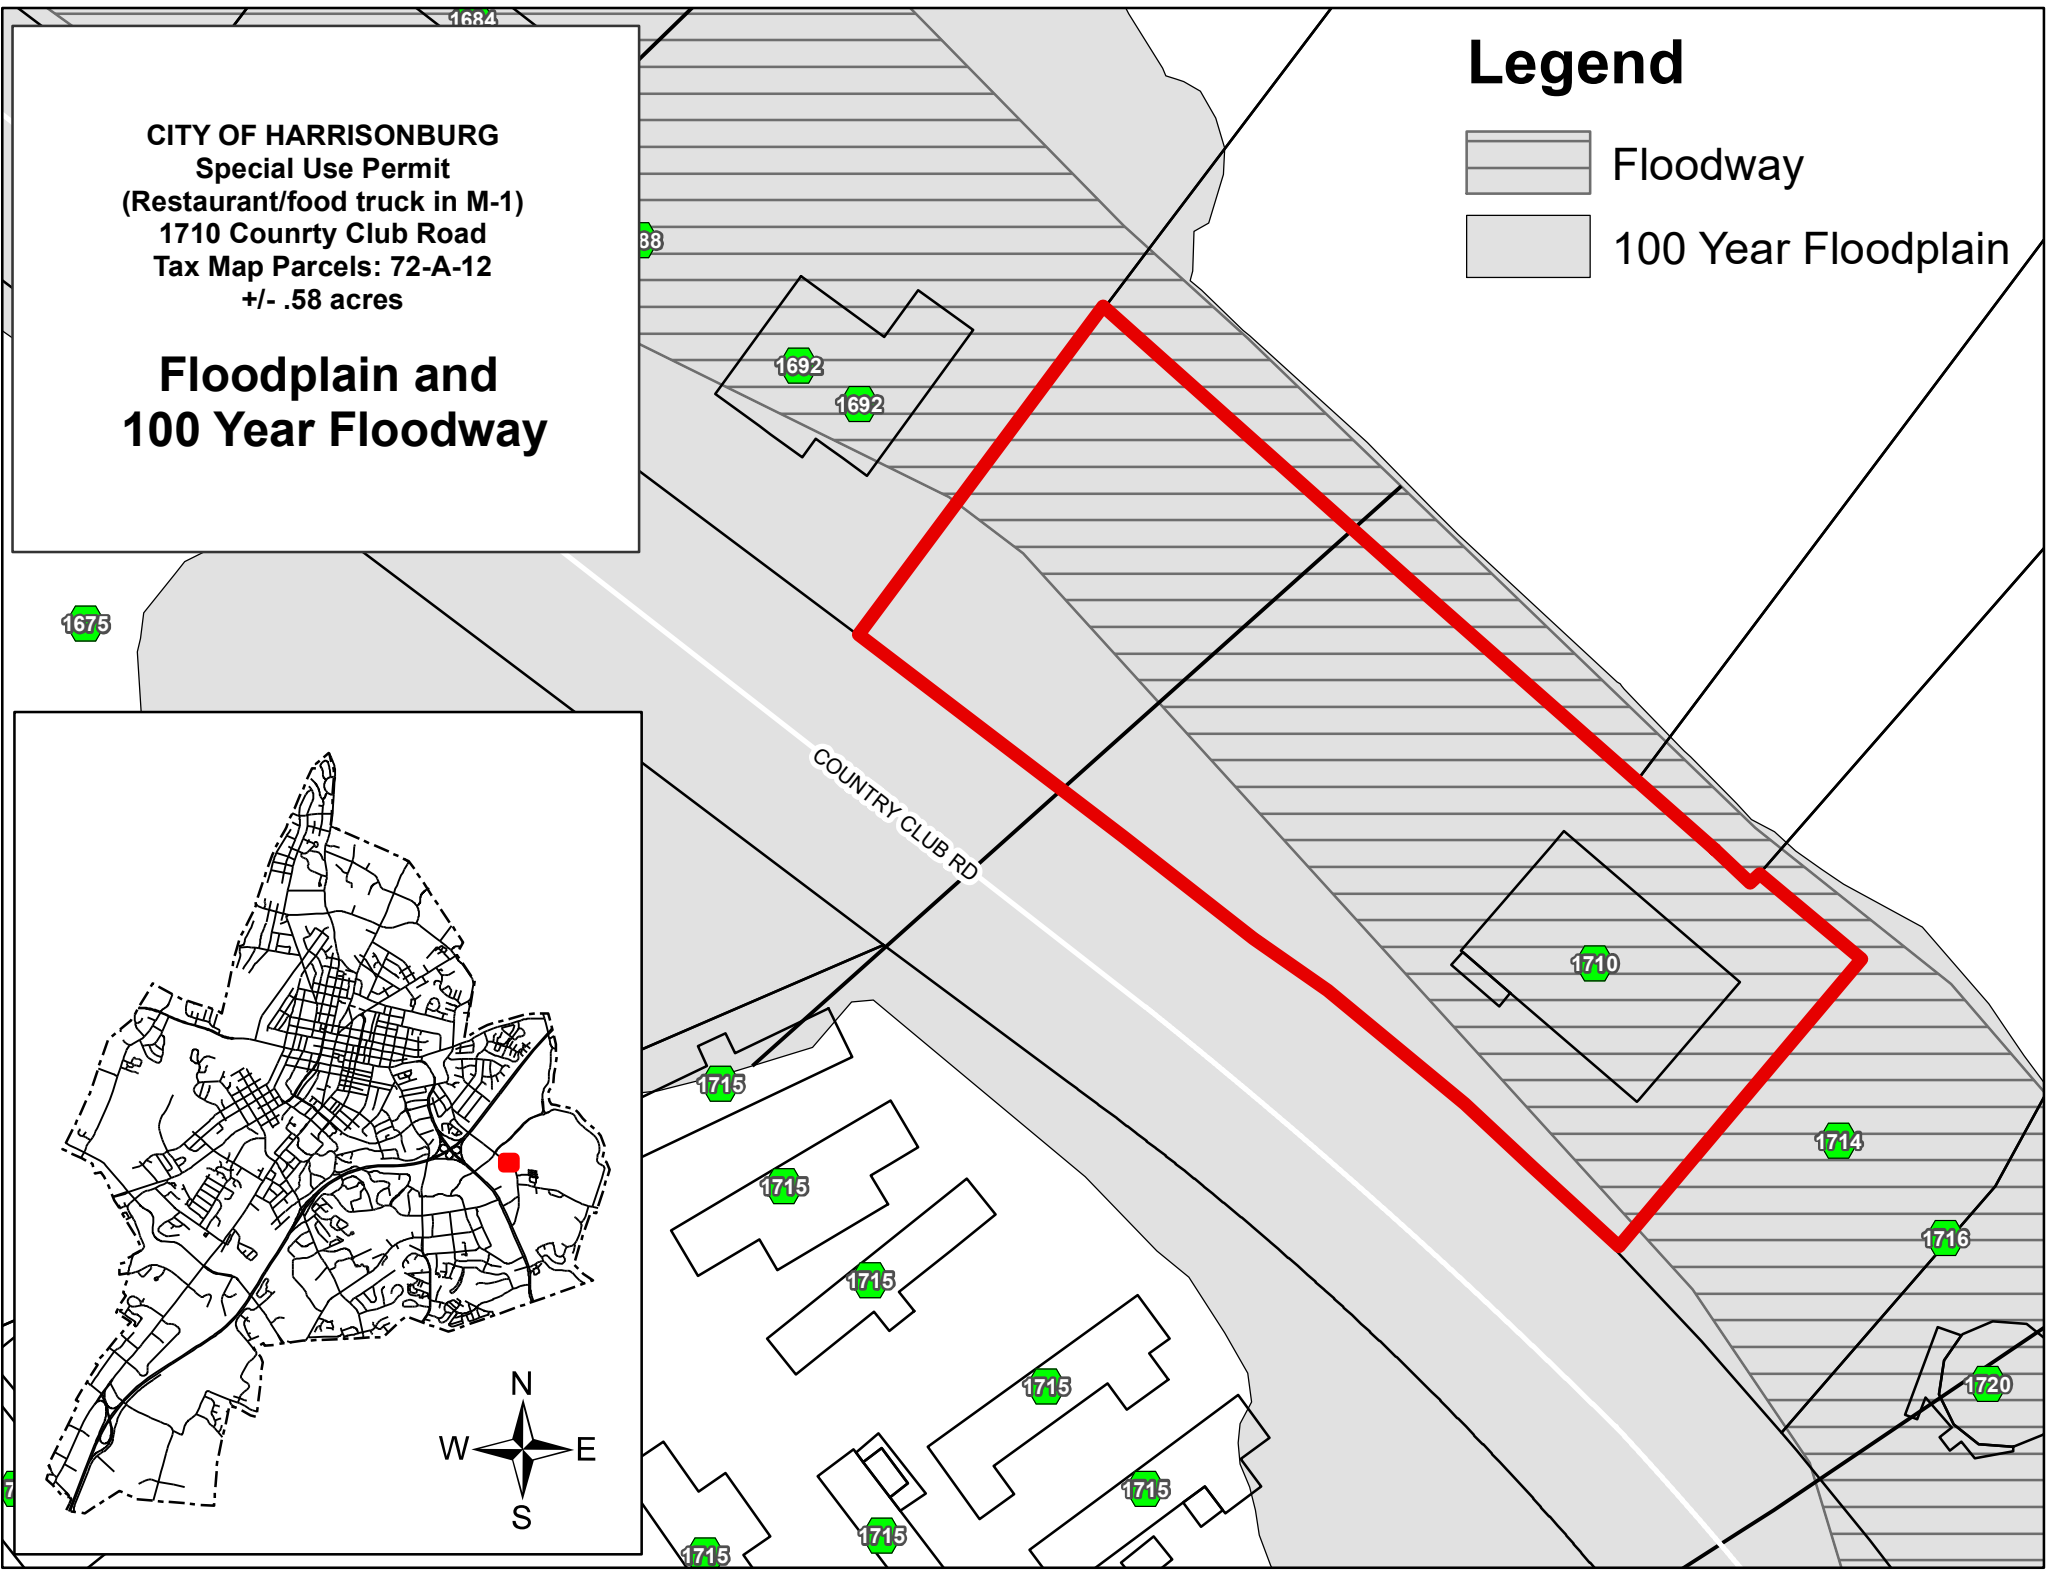 1684
CITY OF HARRISONBURG
Special Use Permit
(Restaurant/food truck in M-1)
1710 Counrty Club Road
Tax Map Parcels: 72-A-12
+/- .58 acres
Floodplain and
100 Year Floodway
Legend
Floodway
100 Year Floodplain
88
1692
1692
1675
COUNTRY CLUB RD
1710
1715
1714
1715
1716
1715
1715
1720
1715
1715
1715
N
W
E
S
7